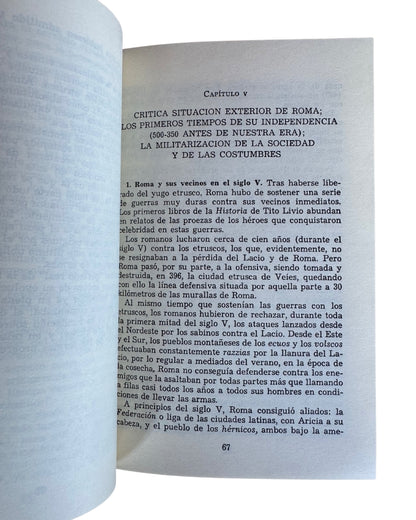 CAPÍTULO V
CRITICA SITUACION EXTERIOR DE ROMA;
LOS PRIMEROS TIEMPOS DE SU INDEPENDENCIA
(500-350 ANTES DE NUESTRA ERA);
LA MILITARIZACION DE LA SOCIEDAD
Y DE LAS COSTUMBRES
1. Roma y sus vecinos en el siglo V. Tras haberse libe-
rado del yugo etrusco, Roma hubo de sostener una serie
de guerras muy duras contra sus vecinos inmediatos.
Los primeros libros de la Historia de Tito Livio abundan
en relatos de las proezas de los héroes que conquistaron
celebridad en estas guerras.
Los romanos lucharon cerca de cien años (durante el
siglo V) contra los etruscos, los que, evidentemente, no
se resignaban a la pérdida del Lacio y de Roma. Pero
Roma pasó, por su parte, a la ofensiva, siendo tomada y
destruida, en 396, la ciudad etrusca de Veies, quedando
con ello la línea defensiva situada por aquella parte a 30
kilómetros de las murallas de Roma.
Al mismo tiempo que sostenían las guerras con los
etruscos, los romanos hubieron de rechazar, durante toda
la primera mitad del siglo V, los ataques lanzados desde
el Nordeste por los sabinos contra el Lacio. Desde el Este
y el Sur, los pueblos montañeses de los ecuos y los volscos
efectuaban constantemente razzias por la llanura del La-
cio, por lo regular a mediados del verano, en la época de
la cosecha, Roma no conseguía defenderse contra los ene-
migos que la asaltaban por todas partes más que llamando
a filas casi todos los años a todos sus hombres en condi-
ciones de llevar las armas.
A principios del siglo V, Roma consiguió aliados: la
Federación o liga de las ciudades latinas, con Aricia a su
cabeza, y el pueblo de los hérnicos, ambos bajo la ame-
67